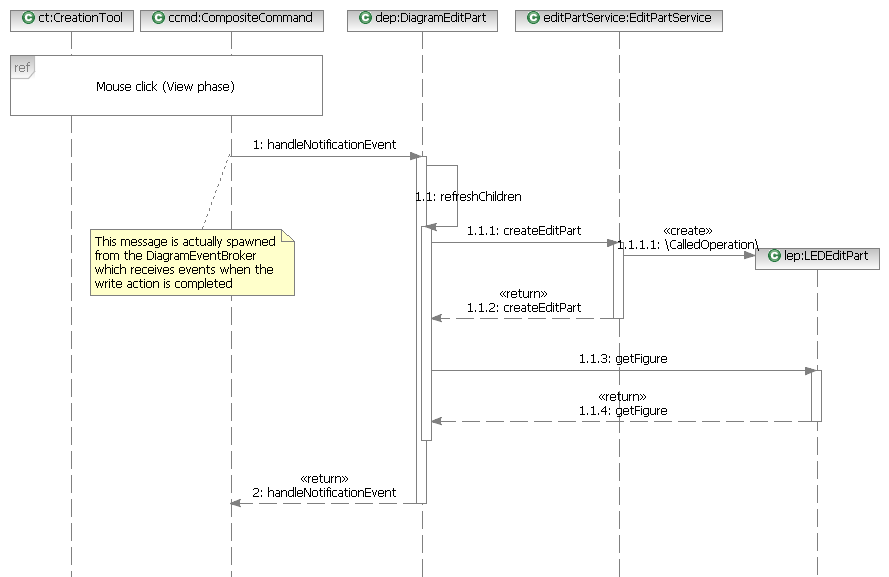 ct:CreationTool
ccmd:CompositeCommand
dep:DiagramEditPart
editPartService:EditPartService
ref
Mouse click (View phase)
1: handleNotificationEvent
1.1: refreshChildren
This message is actually spawned
from the DiagramEventBroker
which receives events when the
write action is completed
1.1.1: createEditPart
«create»
1.1.1.1: \CalledOperation\
lep:LEDEditPart
«return»
1.1.2: createEditPart
1.1.3: getFigure
«return»
1.1.4: getFigure
«return»
2: handleNotificationEvent